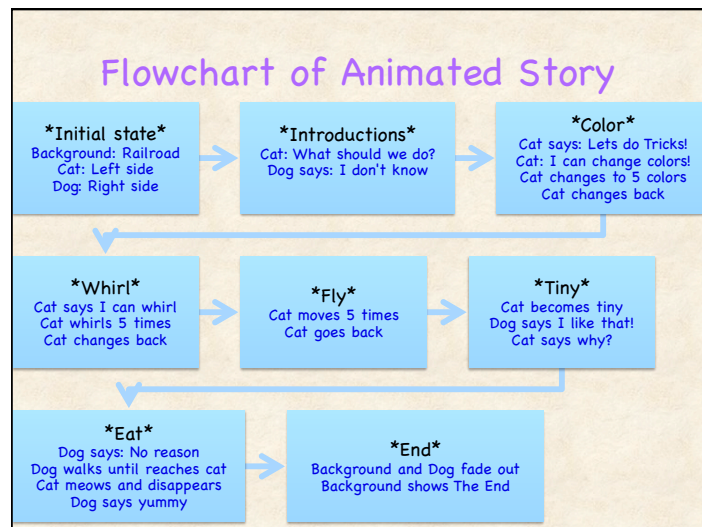 Flowchart of Animated Story
*Initial state*
Background: Railroad
Cat: Left side
Dog: Right side
*Introductions*
Cat: What should we do?
Dog says: I don't know
*Color*
Cat says: Lets do Tricks!
Cat: I can change colors!
Cat changes to 5 colors
Cat changes back
*Whirl*
Cat says I can whirl
Cat whirls 5 times
Cat changes back
*Fly*
Cat moves 5 times
Cat goes back
*Tiny*
Cat becomes tiny
Dog says I like that!
Cat says why?
*Eat*
Dog says: No reason
Dog walks until reaches cat
Cat meows and disappears
Dog says yummy
*End*
Background and Dog fade out
Background shows The End